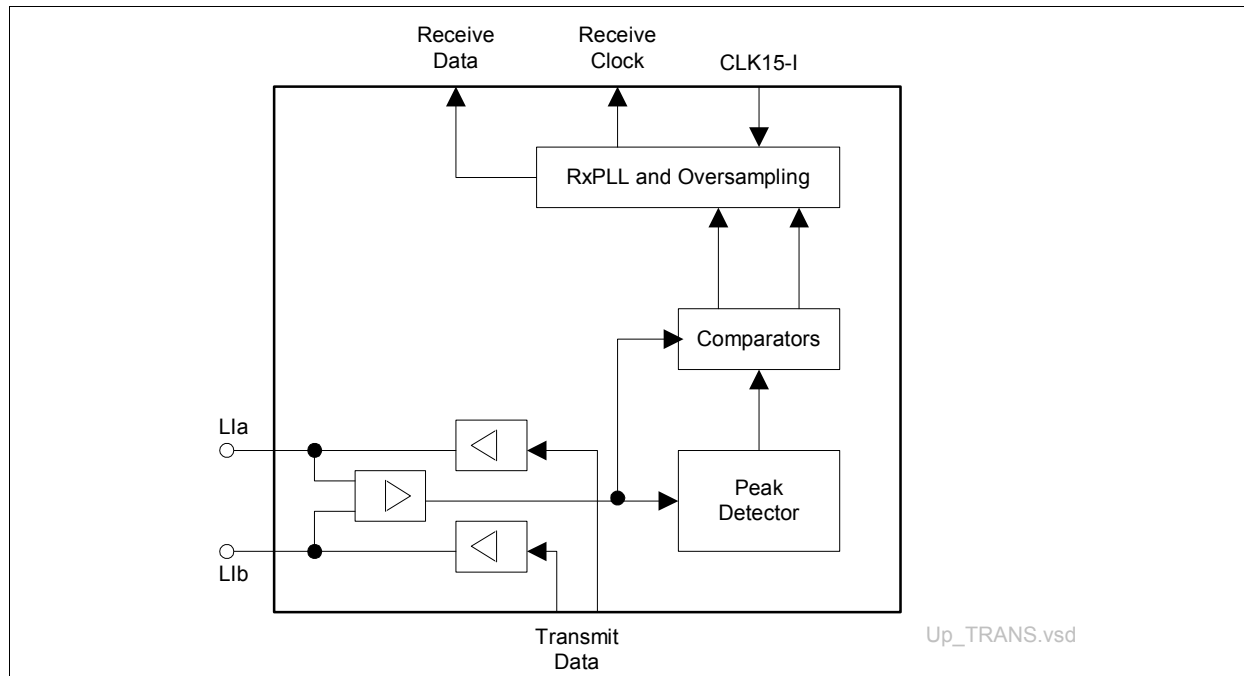 Receive
Data
Receive
Clock
CLK15-I
RxPLL and Oversampling
Comparators
LIa
Peak
Detector
LIb
Transmit
Data
Up_TRANS.vsd